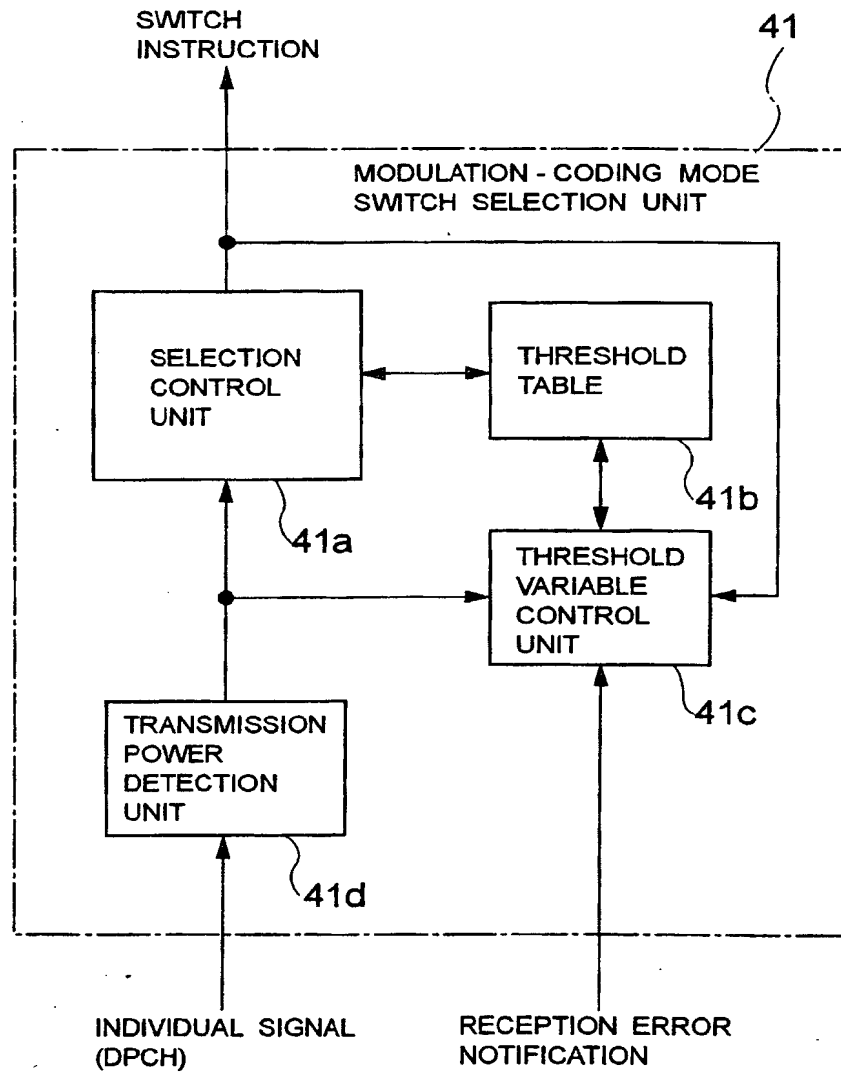 SWITCH
INSTRUCTION
41
MODULATION - CODING MODE
SWITCH SELECTION UNIT
SELECTION
CONTROL
UNIT
41a
THRESHOLD
TABLE
41b
THRESHOLD
VARIABLE
CONTROL
UNIT
41c
TRANSMISSION
POWER
DETECTION
UNIT
41d
INDIVIDUAL SIGNAL
(DPCH)
RECEPTION ERROR
NOTIFICATION